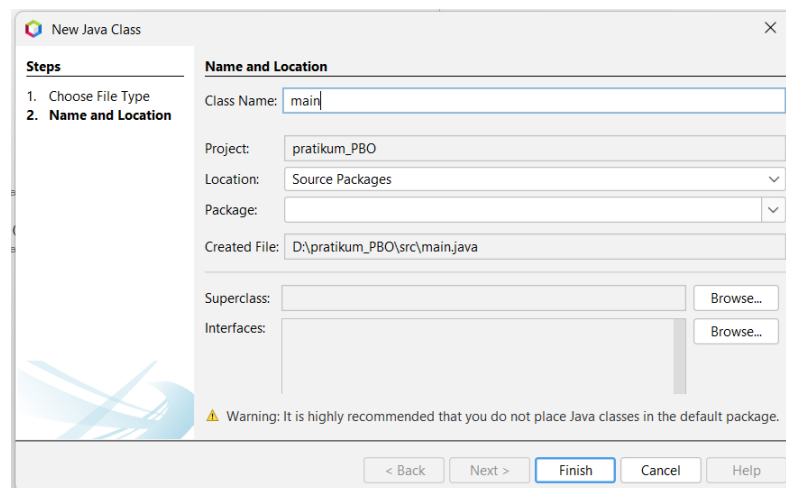 New Java Class
Steps
1. Choose File Type
2. Name and Location
Name and Location
Class Name: main
Project: pratikum_PBO
Location: Source Packages
Package:
Created File: D:\pratikum_PBO\src\main.java
Superclass:
Browse...
Interfaces:
Browse...
Warning: It is highly recommended that you do not place Java classes in the default package.
< Back Next > Finish Cancel Help